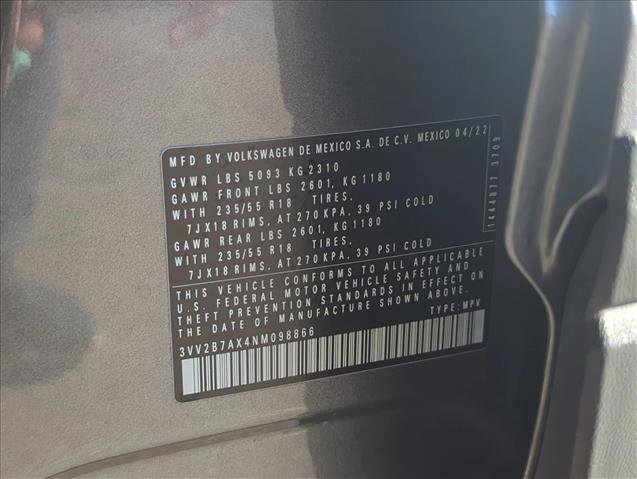 MFD BY VOLKSWAGEN DE MEXICO S.A. DE C.V. MEXICO 04/22
GVWR LBS 5093 KG 2310
GAWR FRONT LBS 2601, KG 1180
WITH 235/55 R18 TIRES,
7JX18 RIMS, AT 270 KPA, 39 PSI COLD
GAWR REAR LBS 2601, KG 1180
WITH 235/55 R18 TIRES,
7JX18 RIMS, AT 270 KPA, 39 PSI COLD
THIS VEHICLE CONFORMS TO ALL APPLICABLE
U.S. FEDERAL MOTOR VEHICLE SAFETY AND
THEFT PREVENTION STANDARDS IN EFFECT ON
THE DATE OF MANUFACTURE SHOWN ABOVE.
3VV2B7AX4NM098866 TYPE: MPV
1444877 3709